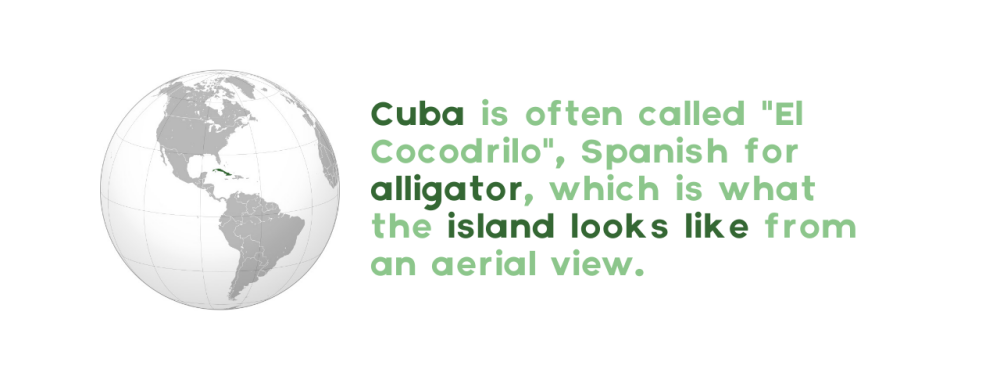 Cuba is often called "El
Cocodrilo", Spanish for
alligator, which is what
the island looks like from
an aerial view.